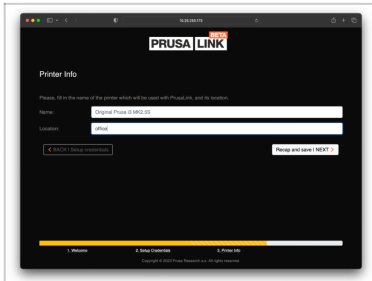 10.25.250.175
BETA
PRUSA LINK
Printer Info
Please, fill in the name of the printer which will be used with PrusaLink, and its location.
Name:
Original Prusa i3 MK2.5S
Location:
office
BACK | Setup credentials
Recap and save | NEXT
1. Welcome
2. Setup Credentials
3. Printer Info
Copyright © 2022 Prusa Research a.s. All rights reserved.